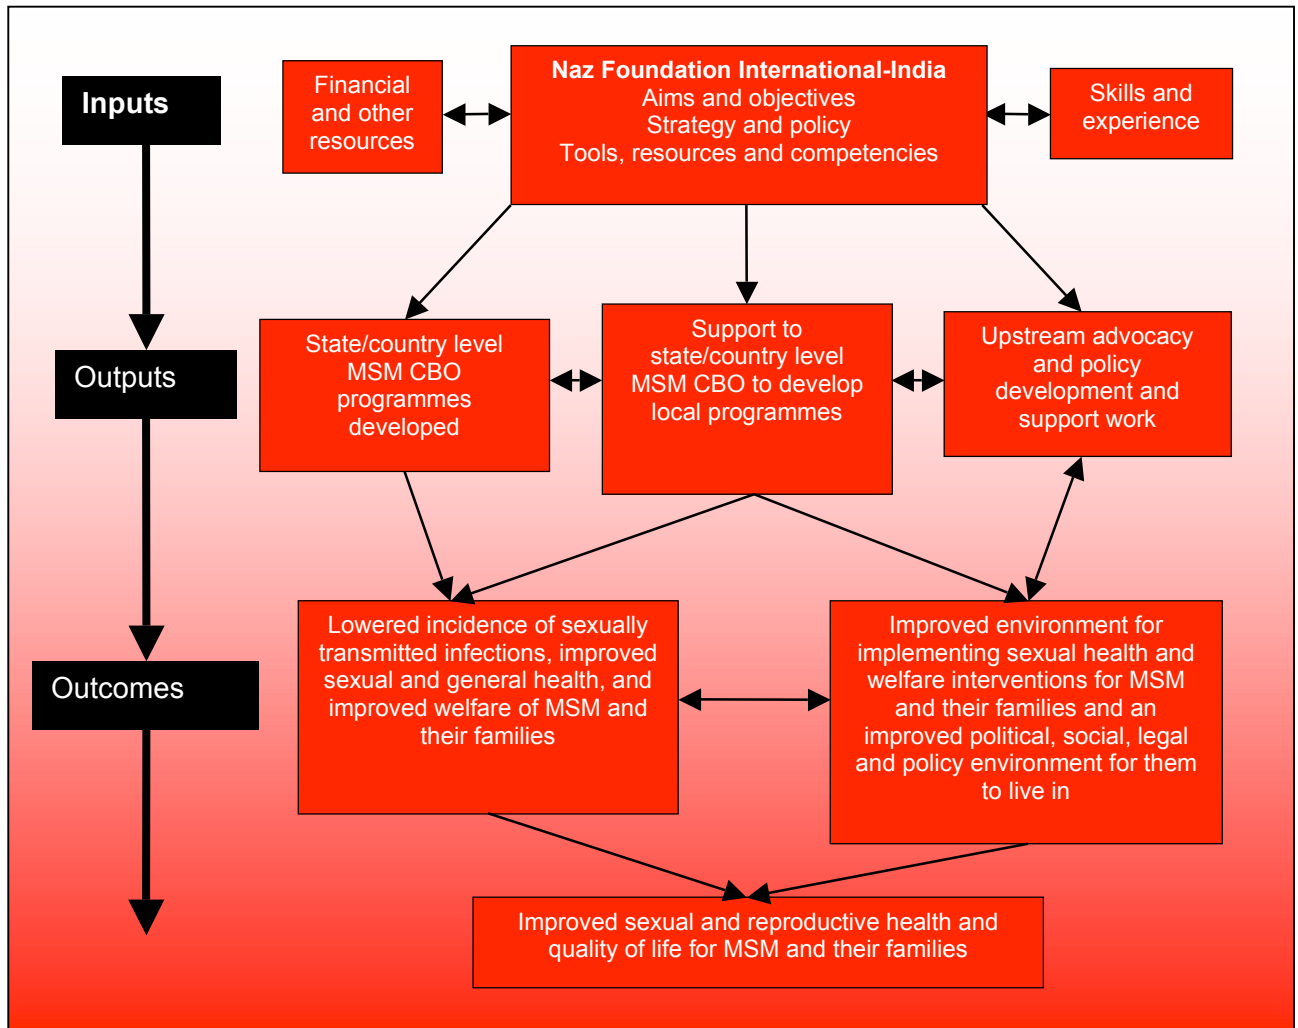 Inputs
Financial
and other
resources
Naz Foundation International-India
Aims and objectives
Strategy and policy
Tools, resources and competencies
Skills and
experience
Outputs
State/country level
MSM CBO
programmes
developed
Support to
state/country level
MSM CBO to develop
local programmes
Upstream advocacy
and policy
development and
support work
Outcomes
Lowered incidence of sexually
transmitted infections, improved
sexual and general health, and
improved welfare of MSM and
their families
Improved environment for
implementing sexual health and
welfare interventions for MSM
and their families and an
improved political, social, legal
and policy environment for them
to live in
Improved sexual and reproductive health and
quality of life for MSM and their families